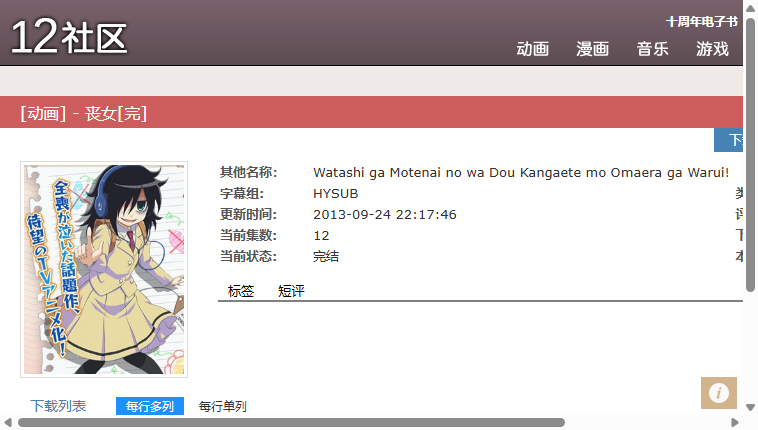 12社区
十周年电子书
动画 漫画 音乐 游戏
[动画] - 丧女[完]
其他名称: Watashi ga Motenai no wa Dou Kangaete mo Omaera ga Warui!
字幕组: HYSUB
更新时间: 2013-09-24 22:17:46
当前集数: 12
当前状态: 完结
标签 短评
全喪が泣いた話題作、
待望のTVアニメ化!
下载列表 每行多列 每行单列